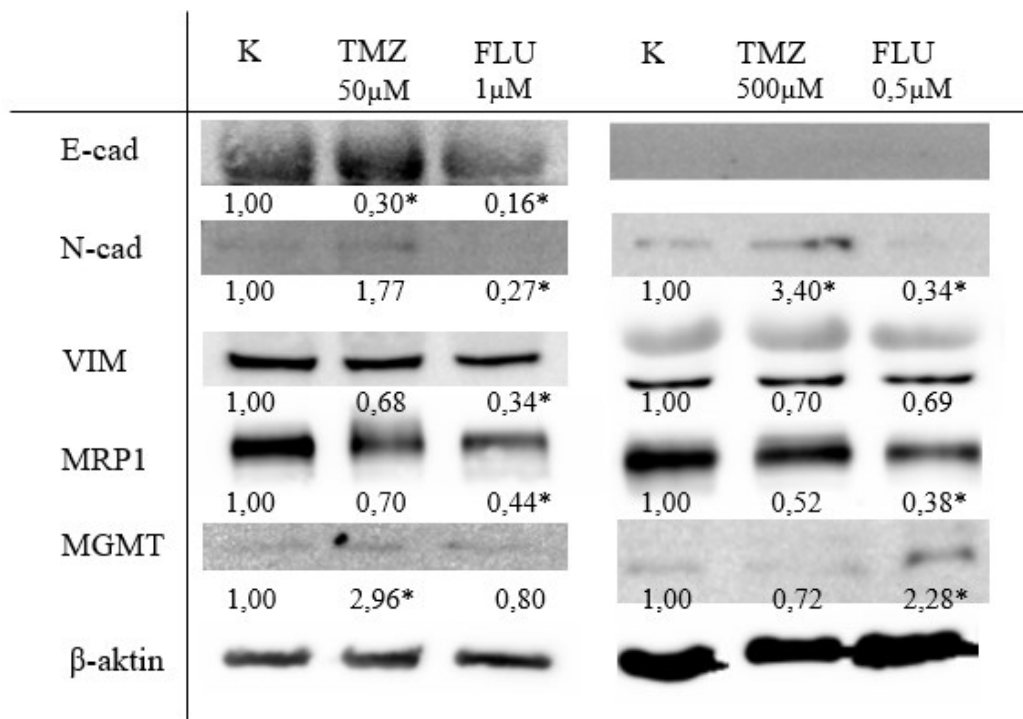 K TMZ FLU K TMZ FLU
50µM 1µM 500µM 0,5µM
E-cad
1,00 0,30* 0,16*
N-cad
1,00 1,77 0,27* 1,00 3,40* 0,34*
VIM
1,00 0,68 0,34* 1,00 0,70 0,69
MRP1
1,00 0,70 0,44* 1,00 0,52 0,38*
MGMT
1,00 2,96* 0,80 1,00 0,72 2,28*
β-aktin